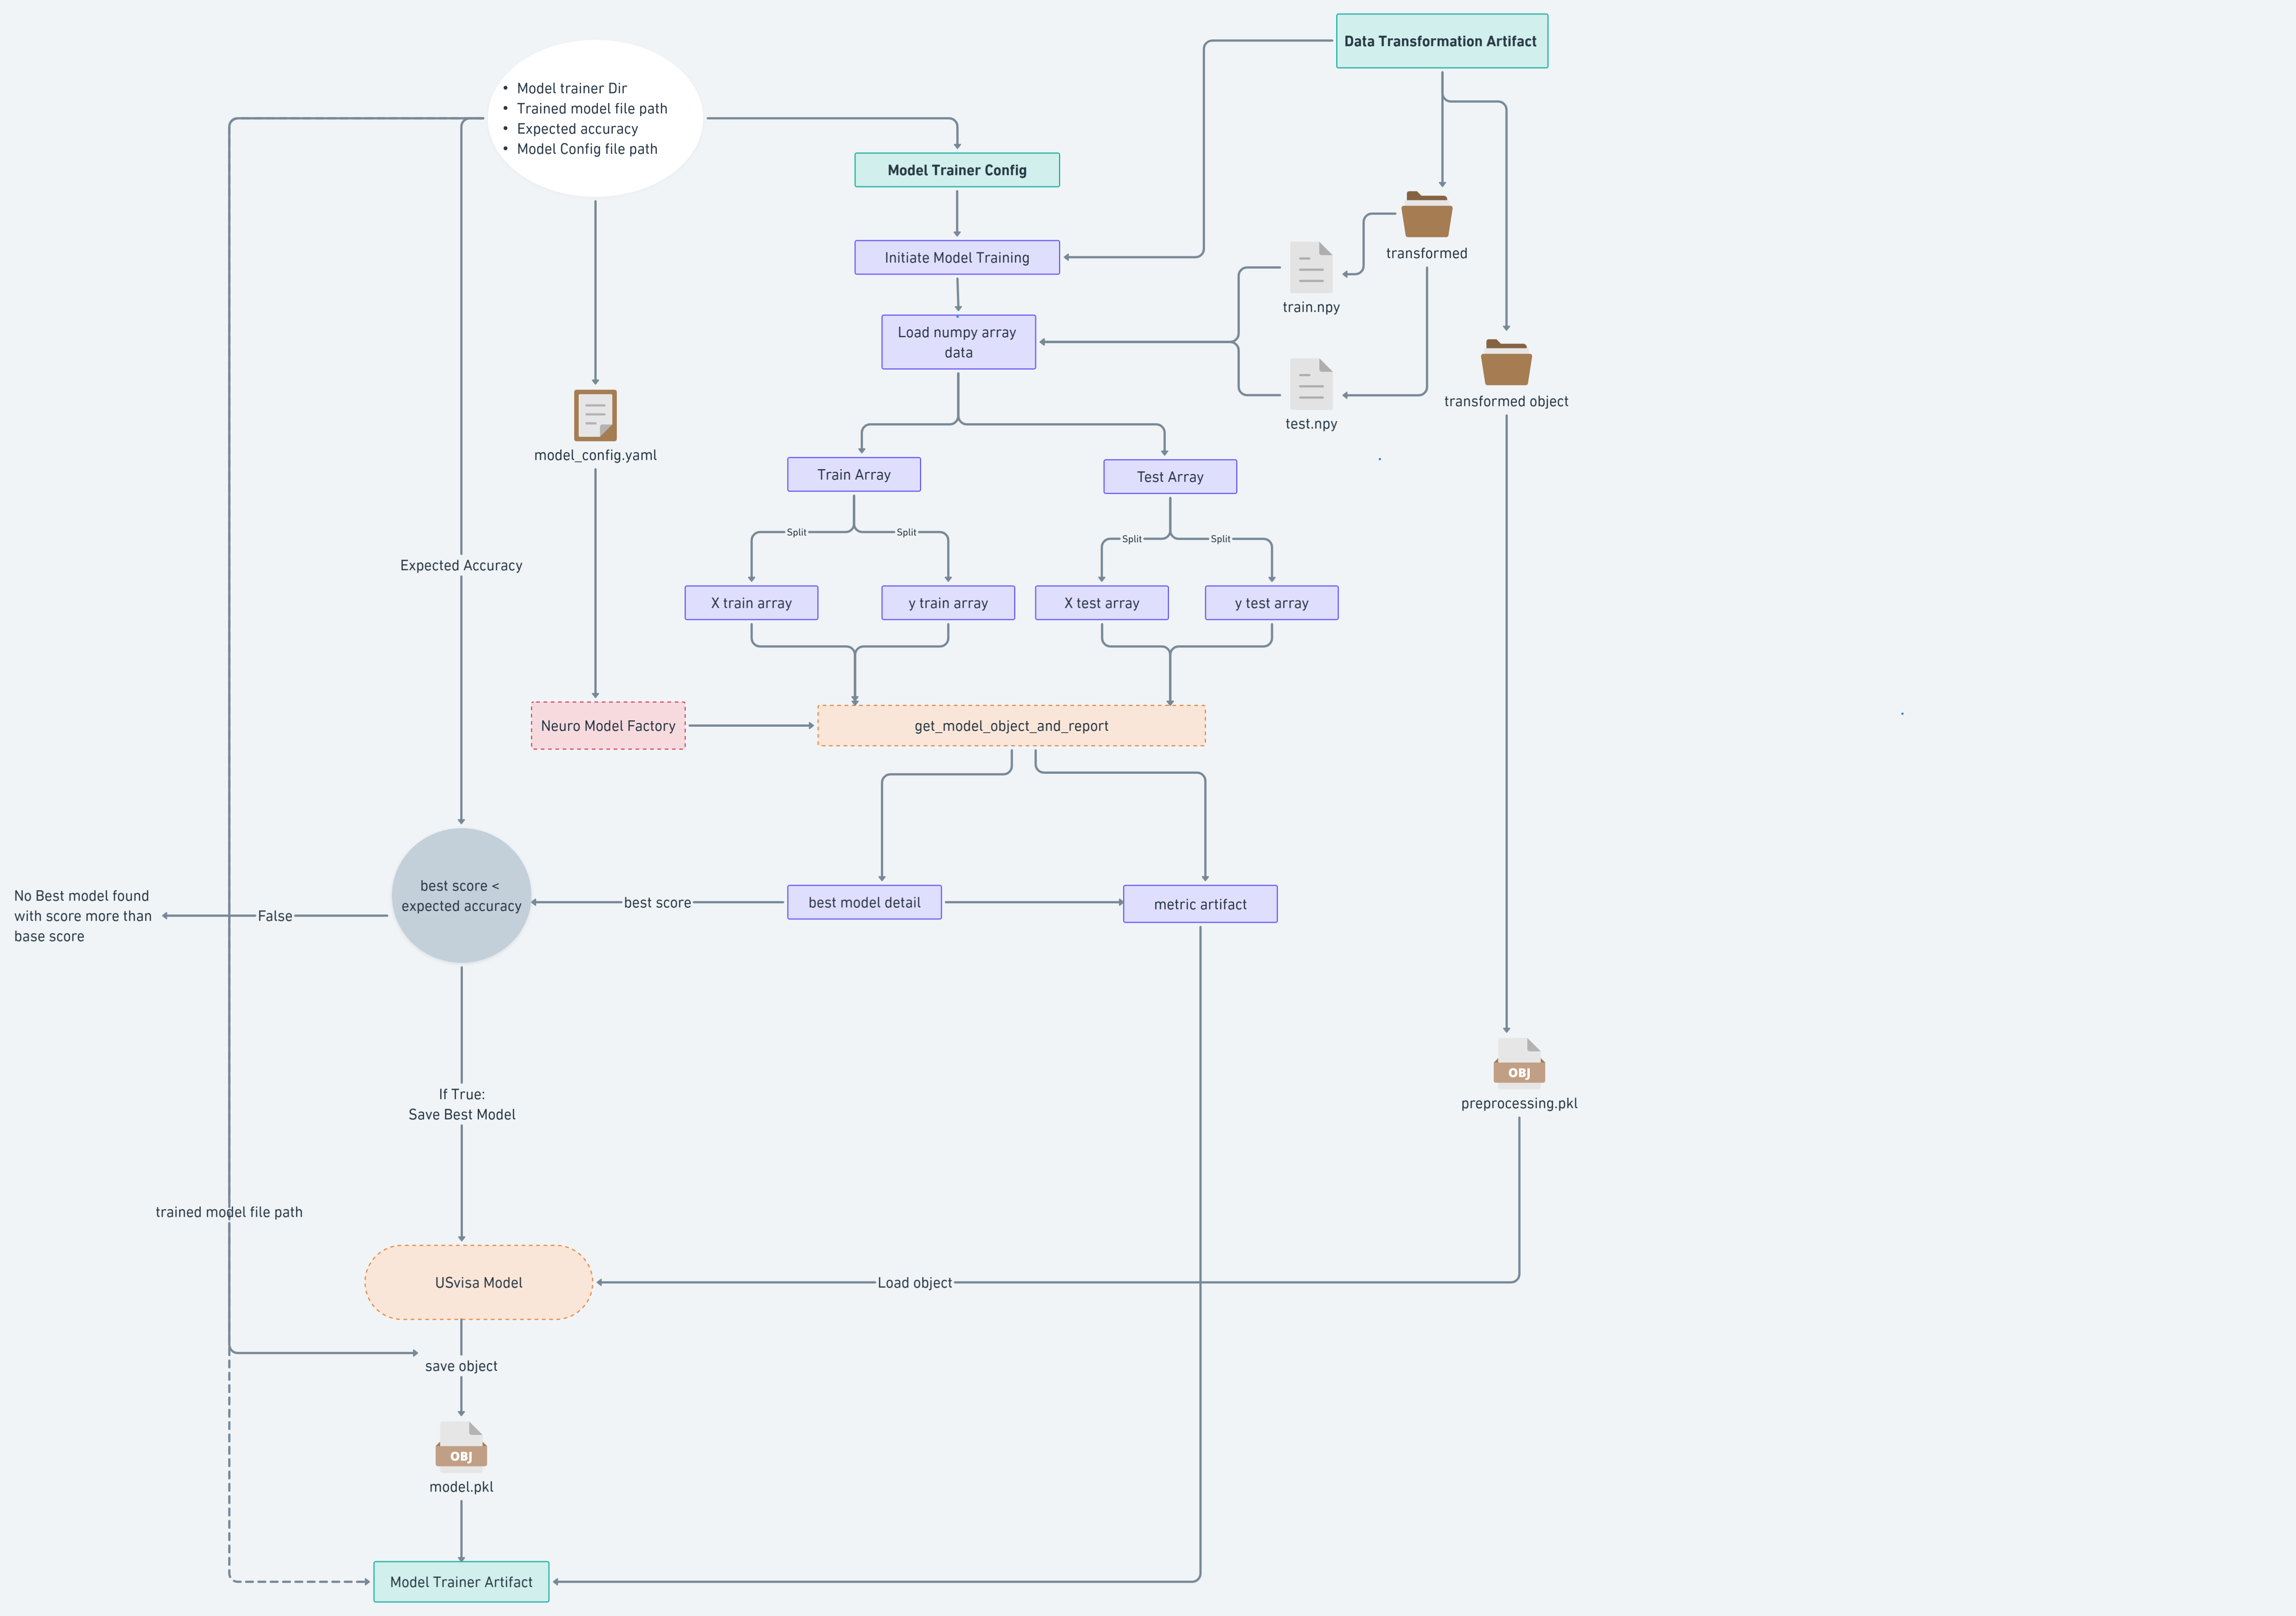 Data Transformation Artifact
• Model trainer Dir
• Trained model file path
• Expected accuracy
• Model Config file path
Model Trainer Config
Initiate Model Training
transformed
train.npy
Load numpy array
data
transformed object
test.npy
model_config.yaml
Train Array
Test Array
Split
Split
Split
Split
Expected Accuracy
X train array
y train array
X test array
y test array
Neuro Model Factory
get_model_object_and_report
best score <
expected accuracy
No Best model found
with score more than
base score
False
best score
best model detail
metric artifact
If True:
Save Best Model
OBJ
preprocessing.pkl
trained model file path
USvisa Model
Load object
save object
OBJ
model.pkl
Model Trainer Artifact